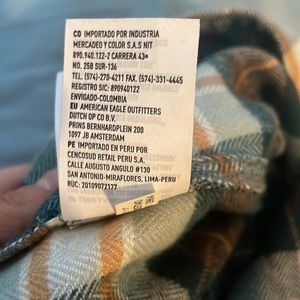 CO IMPORTADO POR INDUSTRIA
MERCADEO Y COLOR S.A.S NIT
890.940.122-2 CARRERA 43ª
NO. 25B SUR-136
TEL. (574)-270-4211 FAX. (574)-331-4445
REGISTRO SIC: 890940122
ENVIGADO-COLOMBIA
EU AMERICAN EAGLE OUTFITTERS
DUTCH OP CO B.V.
PRINS BERNHARDPLEIN 200
1097 JB AMSTERDAM
PE IMPORTADO EN PERU POR
CENCOSUD RETAIL PERU S.A.
CALLE AUGUSTO ANGULO #130
SAN ANTONIO-MIRAFLORES, LIMA-PERU
RUC: 20109072177